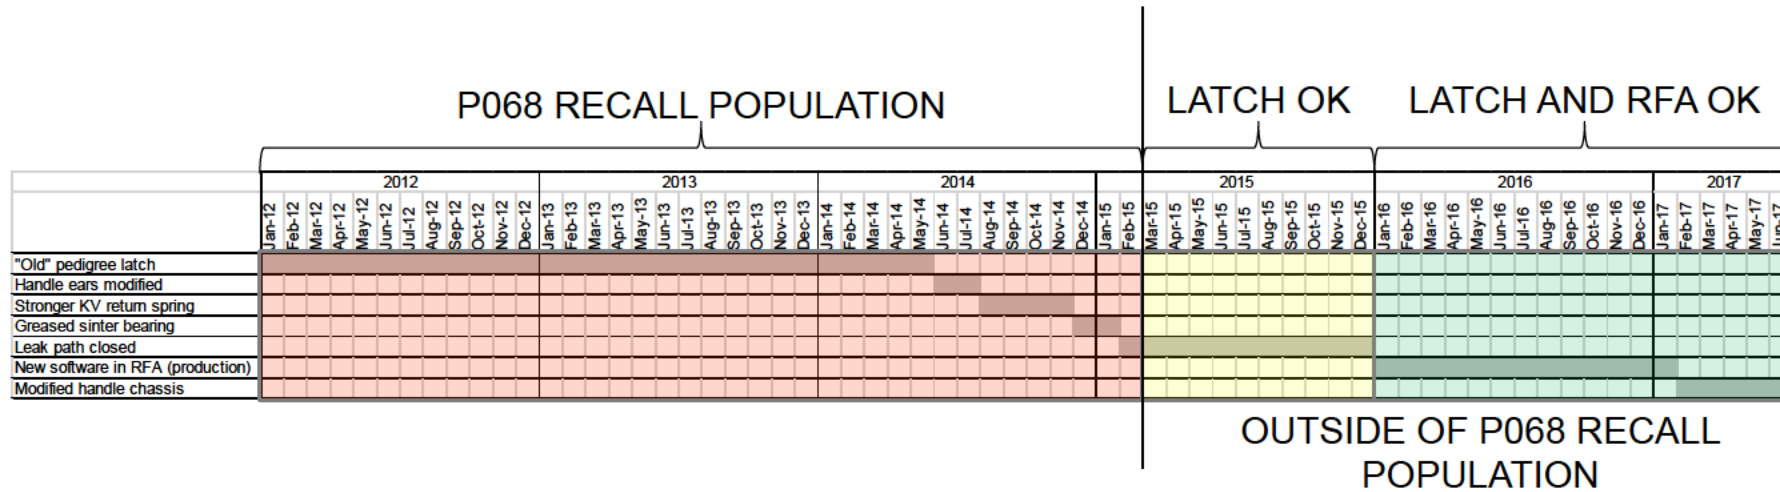 P068 RECALL POPULATION
LATCH OK
LATCH AND RFA OK
2012 2013 2014 2015 2016 2017
Jan-12 Feb-12 Mar-12 Apr-12 May-12 Jun-12 Jul-12 Aug-12 Sep-12 Oct-12 Nov-12 Dec-12 Jan-13 Feb-13 Mar-13 Apr-13 May-13 Jun-13 Jul-13 Aug-13 Sep-13 Oct-13 Nov-13 Dec-13 Jan-14 Feb-14 Mar-14 Apr-14 May-14 Jun-14 Jul-14 Aug-14 Sep-14 Oct-14 Nov-14 Dec-14 Jan-15 Feb-15 Mar-15 Apr-15 May-15 Jun-15 Jul-15 Aug-15 Sep-15 Oct-15 Nov-15 Dec-15 Jan-16 Feb-16 Mar-16 Apr-16 May-16 Jun-16 Jul-16 Aug-16 Sep-16 Oct-16 Nov-16 Dec-16 Jan-17 Feb-17 Mar-17 Apr-17 May-17 Jun-17
"Old" pedigree latch
Handle ears modified
Stronger KV return spring
Greased sinter bearing
Leak path closed
New software in RFA (production)
Modified handle chassis
OUTSIDE OF P068 RECALL
POPULATION